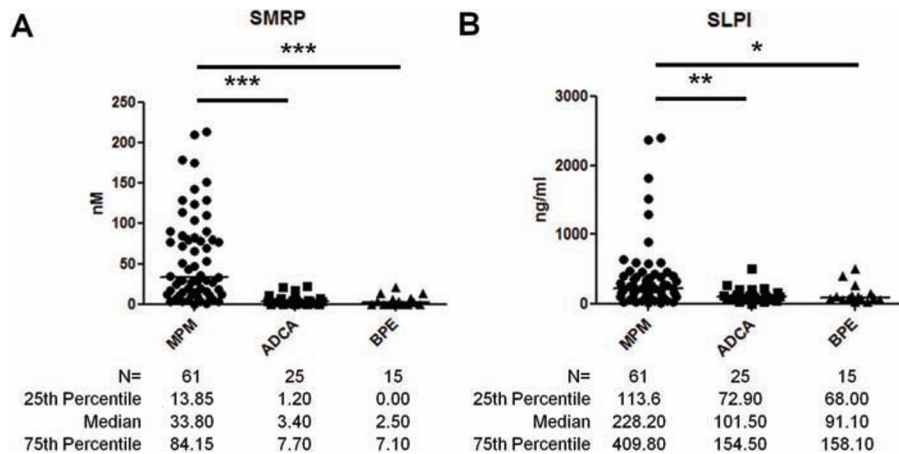 A
SMRP
***
***
250
200
150
100
50
0
nM
MPM
ADCA
BPE
N= 61 25 15
25th Percentile 13.85 1.20 0.00
Median 33.80 3.40 2.50
75th Percentile 84.15 7.70 7.10
B
SLPI
*
**
3000
2000
1000
0
ng/ml
MPM
ADCA
BPE
N= 61 25 15
25th Percentile 113.6 72.90 68.00
Median 228.20 101.50 91.10
75th Percentile 409.80 154.50 158.10